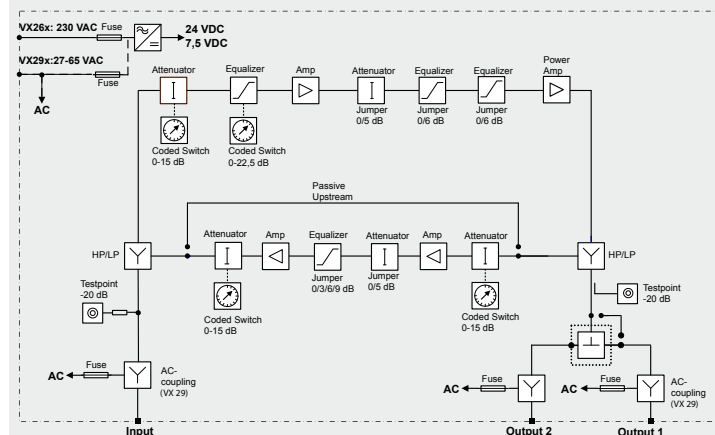 VX26x: 230 VAC
Fuse
24 VDC
7,5 VDC
VX29x:27-65 VAC
Fuse
AC
Attenuator
Equalizer
Amp
Attenuator
Equalizer
Equalizer
Power
Amp
Jumper
0/5 dB
Jumper
0/6 dB
Jumper
0/6 dB
Coded Switch
0-15 dB
Coded Switch
0-22,5 dB
Passive
Upstream
HP/LP
Attenuator
Amp
Equalizer
Attenuator
Amp
Attenuator
HP/LP
Jumper
0/3/6/9 dB
Jumper
0/5 dB
Testpoint
-20 dB
Coded Switch
0-15 dB
Coded Switch
0-15 dB
Testpoint
-20 dB
Fuse
AC
AC-
coupling
(VX 29)
Fuse
AC
Fuse
AC
AC-
coupling
(VX 29)
Input
Output 2
Output 1